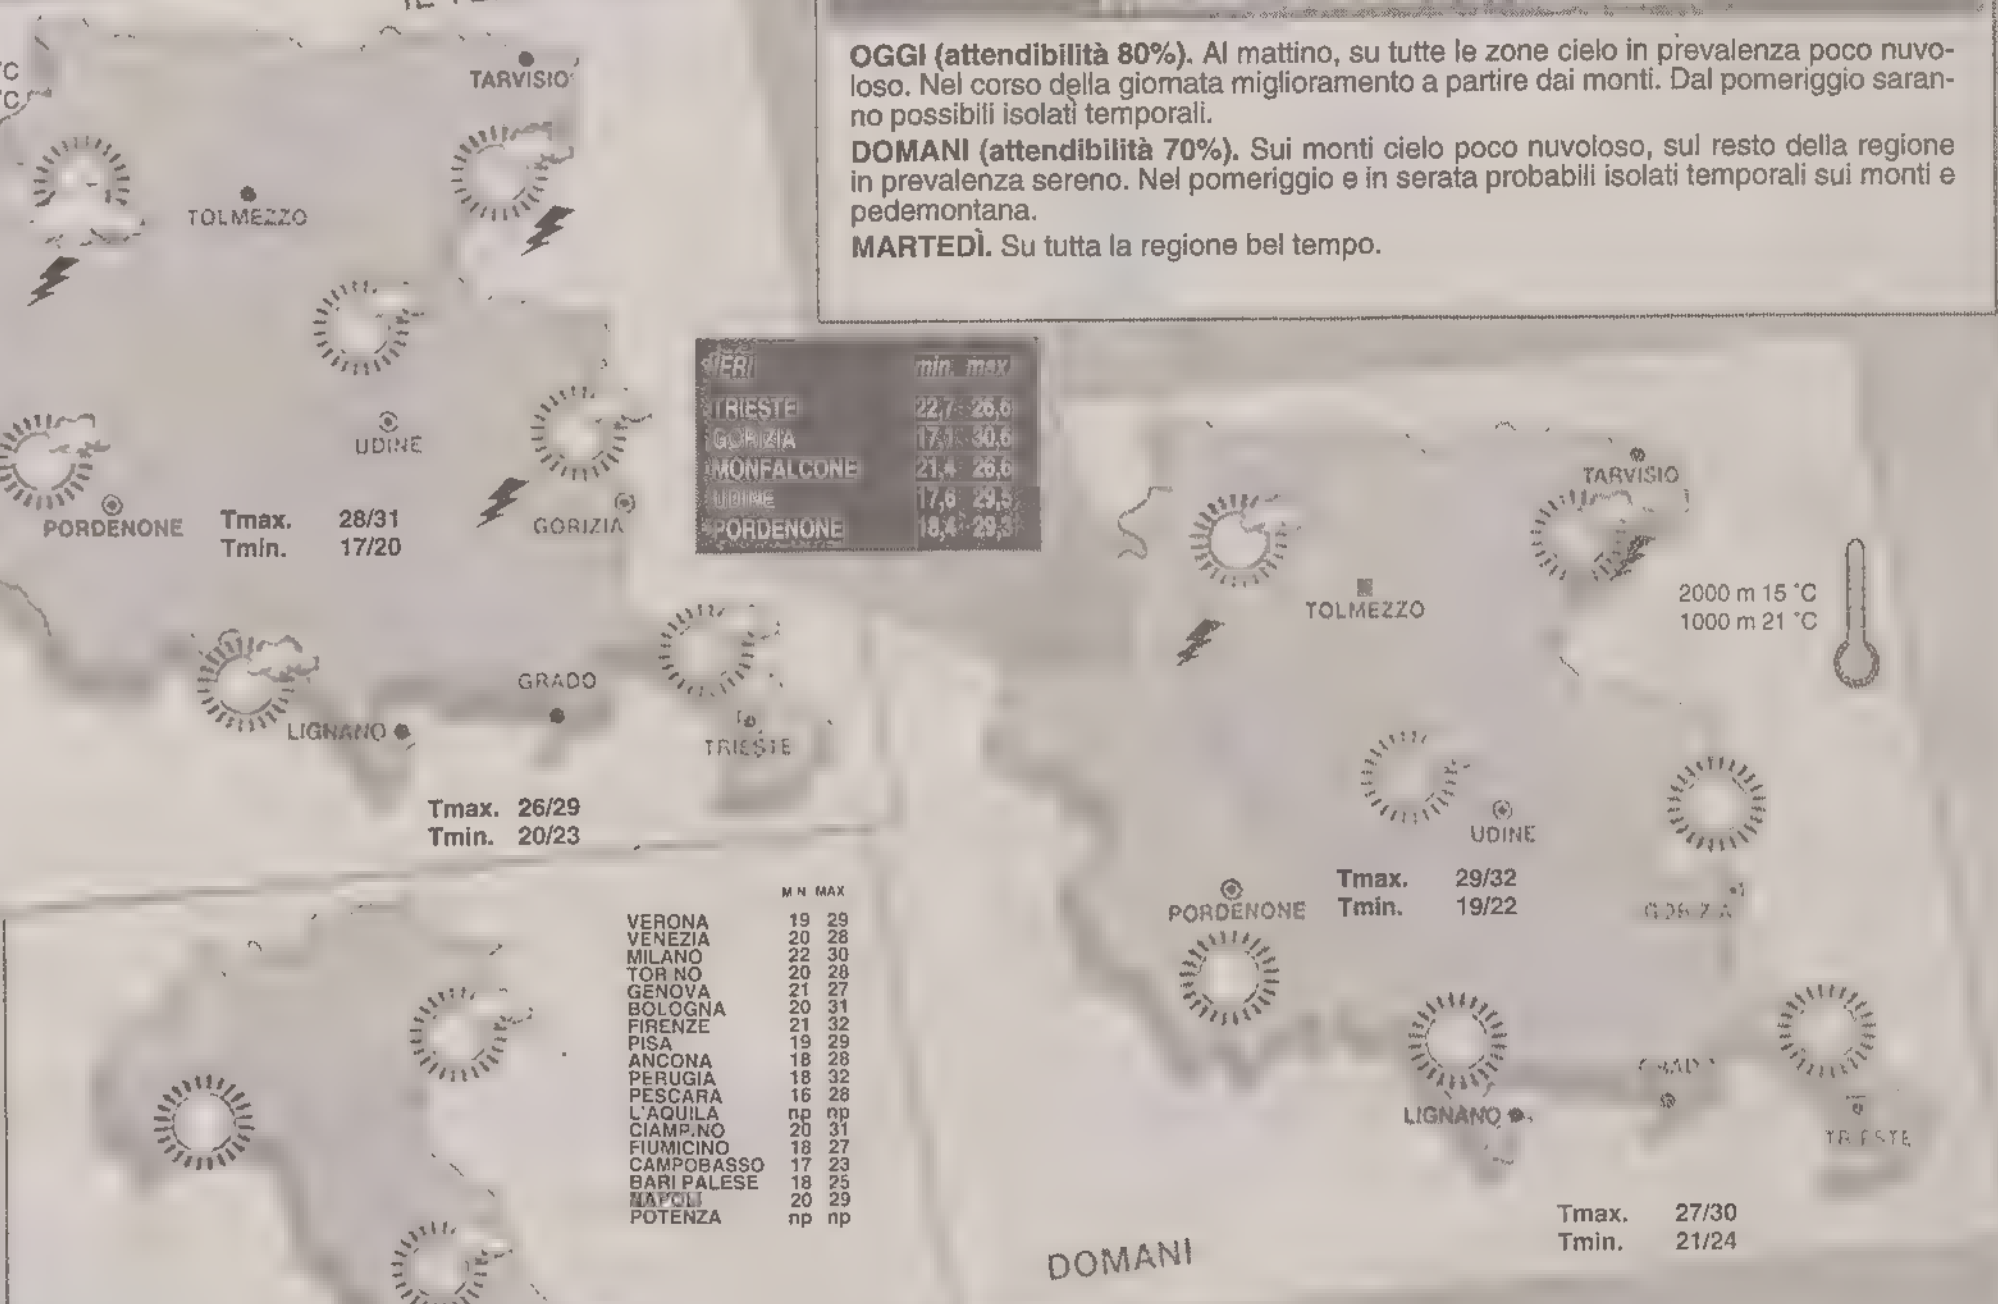 OGGI (attendibilità 80%). Al mattino, su tutte le zone cielo in prevalenza poco nuvo-
loso. Nel corso della giornata miglioramento a partire dai monti. Dal pomeriggio saran-
no possibili isolati temporali.
DOMANI (attendibilità 70%). Sui monti cielo poco nuvoloso, sul resto della regione
in prevalenza sereno. Nel pomeriggio e in serata probabili isolati temporali sui monti e
pedemontana.
MARTEDÌ. Su tutta la regione bel tempo.
°C
°C
TARVISIO
TOLMEZZO
UDINE
PORDENONE
Tmax. 28/31
Tmin. 17/20
GORIZIA
GRADO
LIGNANO
TRIESTE
Tmax. 26/29
Tmin. 20/23
IERI min. max
TRIESTE 22,7 26,6
GORIZIA 17,1 30,6
MONFALCONE 21,4 26,6
UDINE 17,6 29,5
PORDENONE 18,4 29,3
TARVISIO
TOLMEZZO
2000 m 15 °C
1000 m 21 °C
UDINE
Tmax. 29/32
Tmin. 19/22
PORDENONE
LIGNANO
Tmax. 27/30
Tmin. 21/24
DOMANI
M N MAX
VERONA 19 29
VENEZIA 20 28
MILANO 22 30
TOR NO 20 28
GENOVA 21 27
BOLOGNA 20 31
FIRENZE 21 32
PISA 19 29
ANCONA 18 28
PERUGIA 18 32
PESCARA 16 28
L'AQUILA np np
CIAMP.NO 20 31
FIUMICINO 18 27
CAMPOBASSO 17 23
BARI PALESE 18 25
NAPOLI 20 29
POTENZA np np